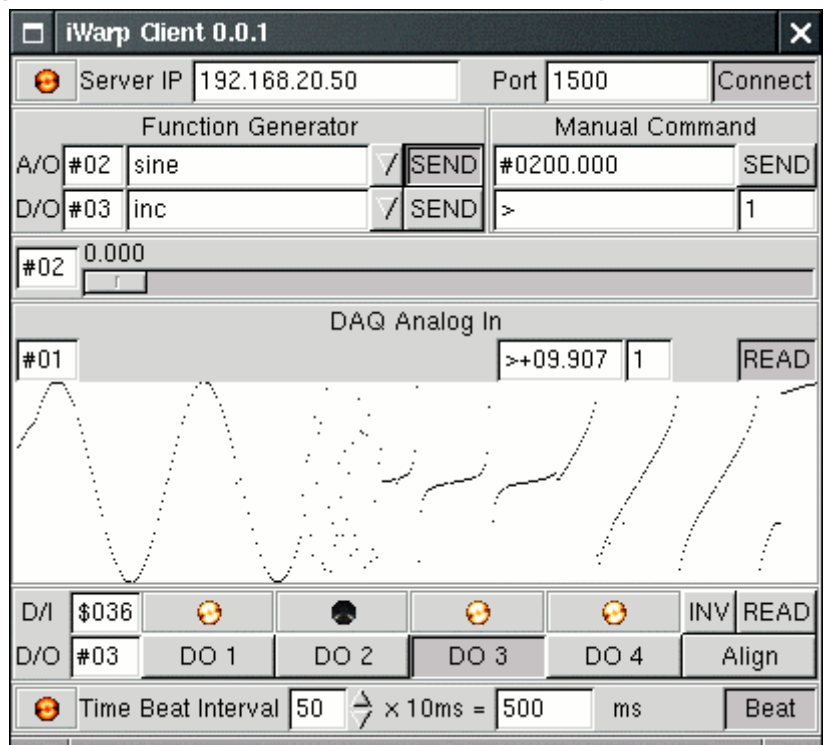 iWarp Client 0.0.1
Server IP 192.168.20.50 Port 1500 Connect
Function Generator Manual Command
A/O #02 sine SEND #0200.000 SEND
D/O #03 inc SEND > 1
#02 0.000
DAQ Analog In
#01 >+09.907 1 READ
D/I $036 INV READ
D/O #03 DO 1 DO 2 DO 3 DO 4 Align
Time Beat Interval 50 x 10ms = 500 ms Beat